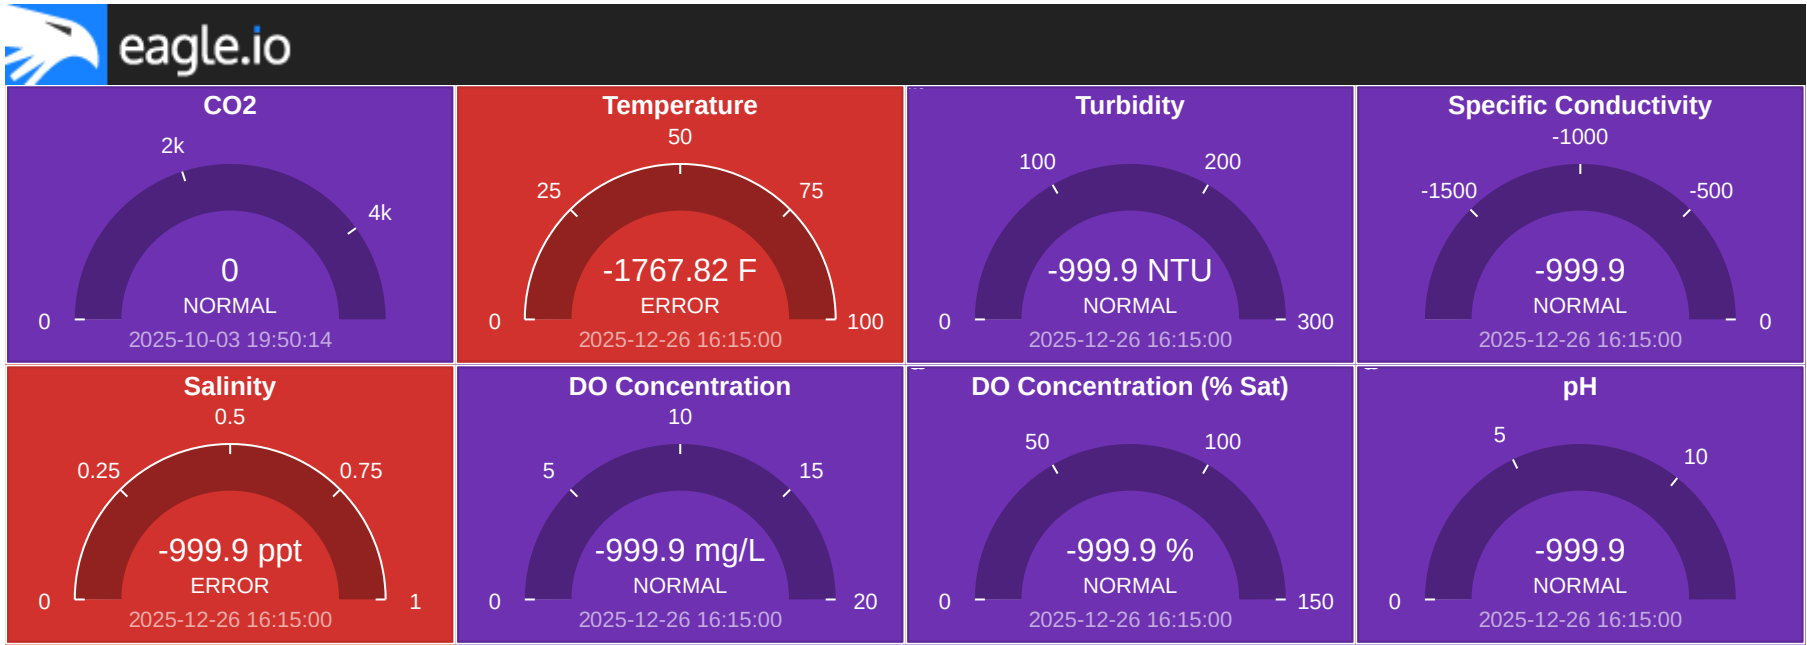 eagle.io
CO2
2k
4k
0
0
NORMAL
2025-10-03 19:50:14
Temperature
50
25
75
-1767.82 F
ERROR
0
100
2025-12-26 16:15:00
Turbidity
100
200
-999.9 NTU
NORMAL
0
300
2025-12-26 16:15:00
Specific Conductivity
-1000
-1500
-500
-999.9
NORMAL
0
2025-12-26 16:15:00
Salinity
0.5
0.25
0.75
-999.9 ppt
ERROR
0
1
2025-12-26 16:15:00
DO Concentration
10
5
15
-999.9 mg/L
NORMAL
0
20
2025-12-26 16:15:00
DO Concentration (% Sat)
50
100
-999.9 %
NORMAL
0
150
2025-12-26 16:15:00
pH
5
10
-999.9
NORMAL
0
2025-12-26 16:15:00